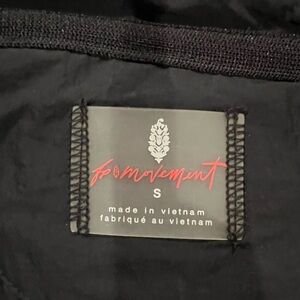 fp movement
S
made in vietnam
fabriqué au vietnam